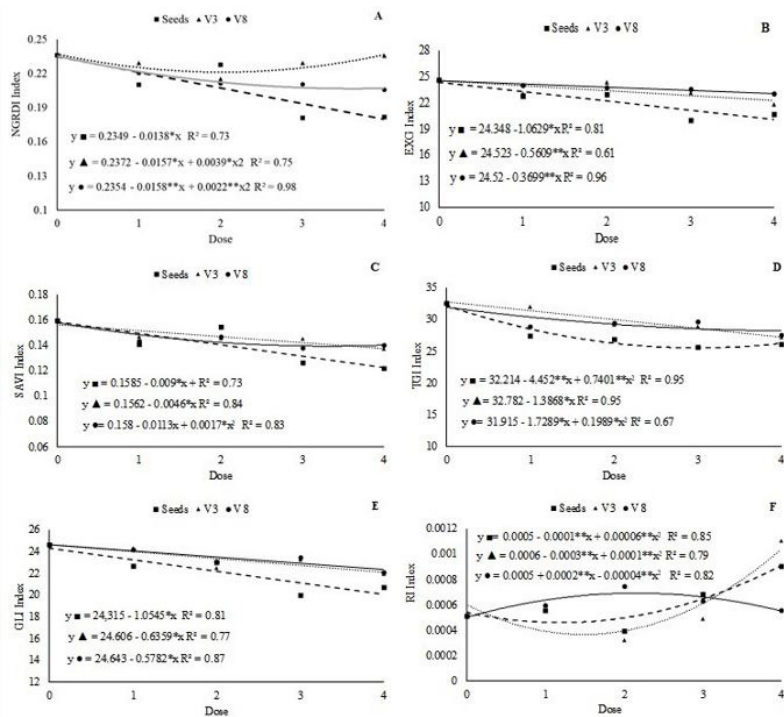 ■ Seeds ▲ V3 ● V8
A
0.25
0.22
0.19
0.16
0.13
0.1
NGRDI Index
y ■ = 0.2349 - 0.0138*x R² = 0.73
y ▲ = 0.2372 - 0.0157*x + 0.0039*x2 R² = 0.75
y ● = 0.2354 - 0.0158**x + 0.0022**x2 R² = 0.98
0 1 2 3 4
Dose
■ Seeds ▲ V3 ● V8
B
28
25
22
19
16
13
10
EXG Index
y ■ = 24.348 -1.0629*x R² = 0.81
y ▲ = 24.523 -0.5609**x R² = 0.61
y ● = 24.52 - 0.3699**x R² = 0.96
0 1 2 3 4
Dose
■ Seeds ▲ V3 ● V8
C
0.18
0.16
0.14
0.12
0.1
0.08
0.06
SAVI Index
y ■ = 0.1585 - 0.009*x + R² = 0.73
y ▲ = 0.1562 - 0.0046*x R² = 0.84
y ● = 0.158 - 0.0113x + 0.0017*x² R² = 0.83
0 1 2 3 4
Dose
■ Seeds ▲ V3 ● V8
D
35
30
25
20
15
10
TGI Index
y ■ = 32.214 - 4.452**x + 0.7401**x² R² = 0.95
y ▲ = 32.782 - 1.3868*x R² = 0.95
y ● = 31.915 - 1.7289*x + 0.1989*x² R² = 0.67
0 1 2 3 4
Dose
■ Seeds ▲ V3 ● V8
E
26
24
22
20
18
16
14
12
GLI Index
y ■ = 24,315 - 1.0545*x R² = 0.81
y ▲ = 24.606 - 0.6359*x R² = 0.77
y ● = 24.643 - 0.5782*x R² = 0.87
0 1 2 3 4
Dose
■ Seeds ▲ V3 ● V8
F
0.0012
0.001
0.0008
0.0006
0.0004
0.0002
0
RI Index
y ■ = 0.0005 - 0.0001**x + 0.00006**x² R² = 0.85
y ▲ = 0.0006 - 0.0003**x + 0.0001**x² R² = 0.79
y ● = 0.0005 + 0.0002**x - 0.00004**x² R² = 0.82
0 1 2 3 4
Dose